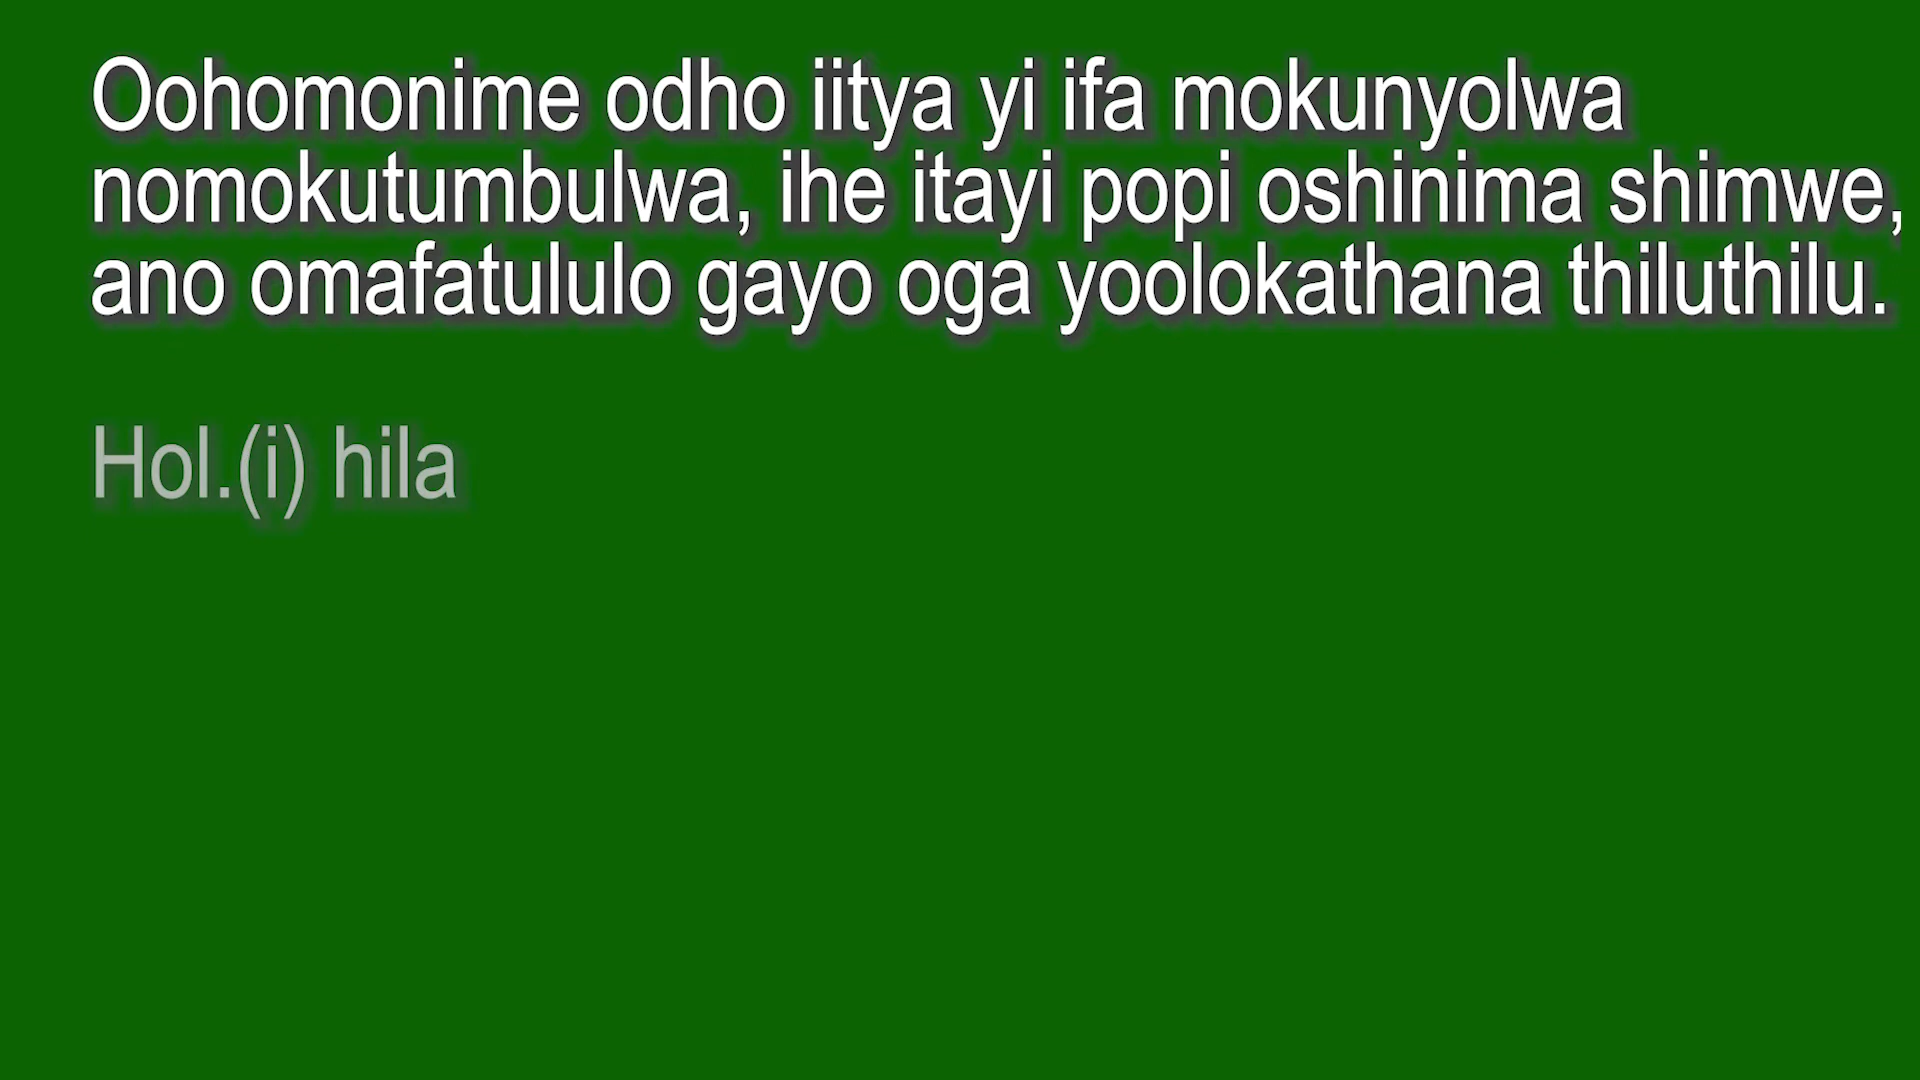 Oohomonime odho iitya yi ifa mokunyolwa
nomokutumbulwa, ihe itayi popi oshinima shimwe,
ano omafatululo gayo oga yoolokathana thiluthilu.
Hol.(i) hila